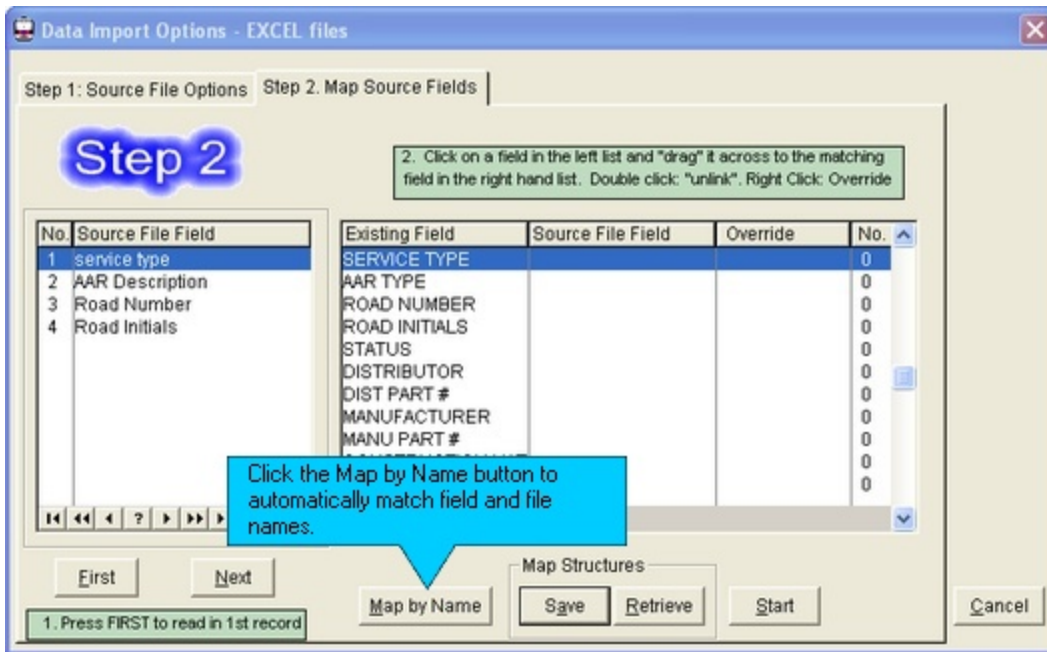 Data Import Options - EXCEL files
Step 1: Source File Options Step 2. Map Source Fields
Step 2
2. Click on a field in the left list and "drag" it across to the matching
field in the right hand list. Double click: "unlink". Right Click: Override
No. Source File Field
1 service type
2 AAR Description
3 Road Number
4 Road Initials
Existing Field Source File Field Override No.
SERVICE TYPE 0
AAR TYPE 0
ROAD NUMBER 0
ROAD INITIALS 0
STATUS 0
DISTRIBUTOR 0
DIST PART # 0
MANUFACTURER 0
MANU PART # 0
0
0
Click the Map by Name button to
automatically match field and file
names.
?
First Next
1. Press FIRST to read in 1st record
Map by Name
Map Structures
Save Retrieve
Start
Cancel